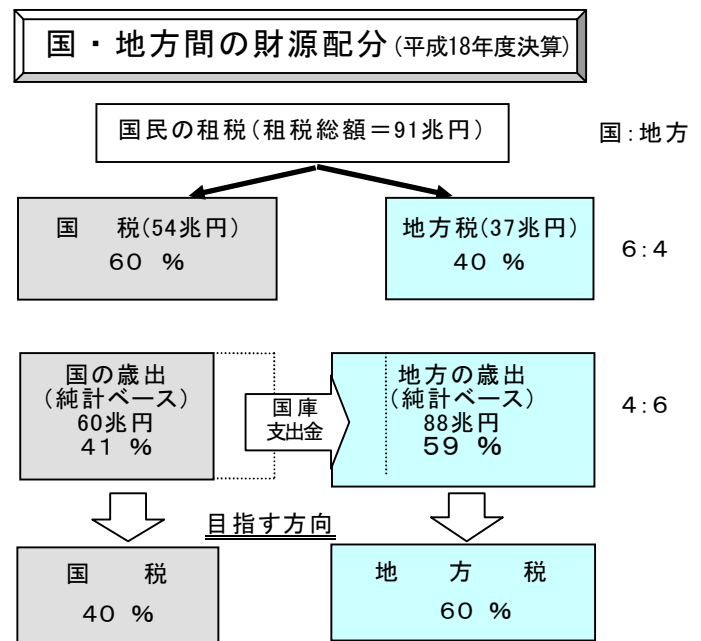 国・地方間の財源配分(平成18年度決算)
国民の租税(租税総額=91兆円)
国:地方
国 税(54兆円)
60 %
地方税(37兆円)
40 %
6:4
国の歳出
(純計ベース)
60兆円
41 %
国庫
支出金
地方の歳出
(純計ベース)
88兆円
59 %
4:6
目指す方向
国 税
40 %
地 方 税
60 %